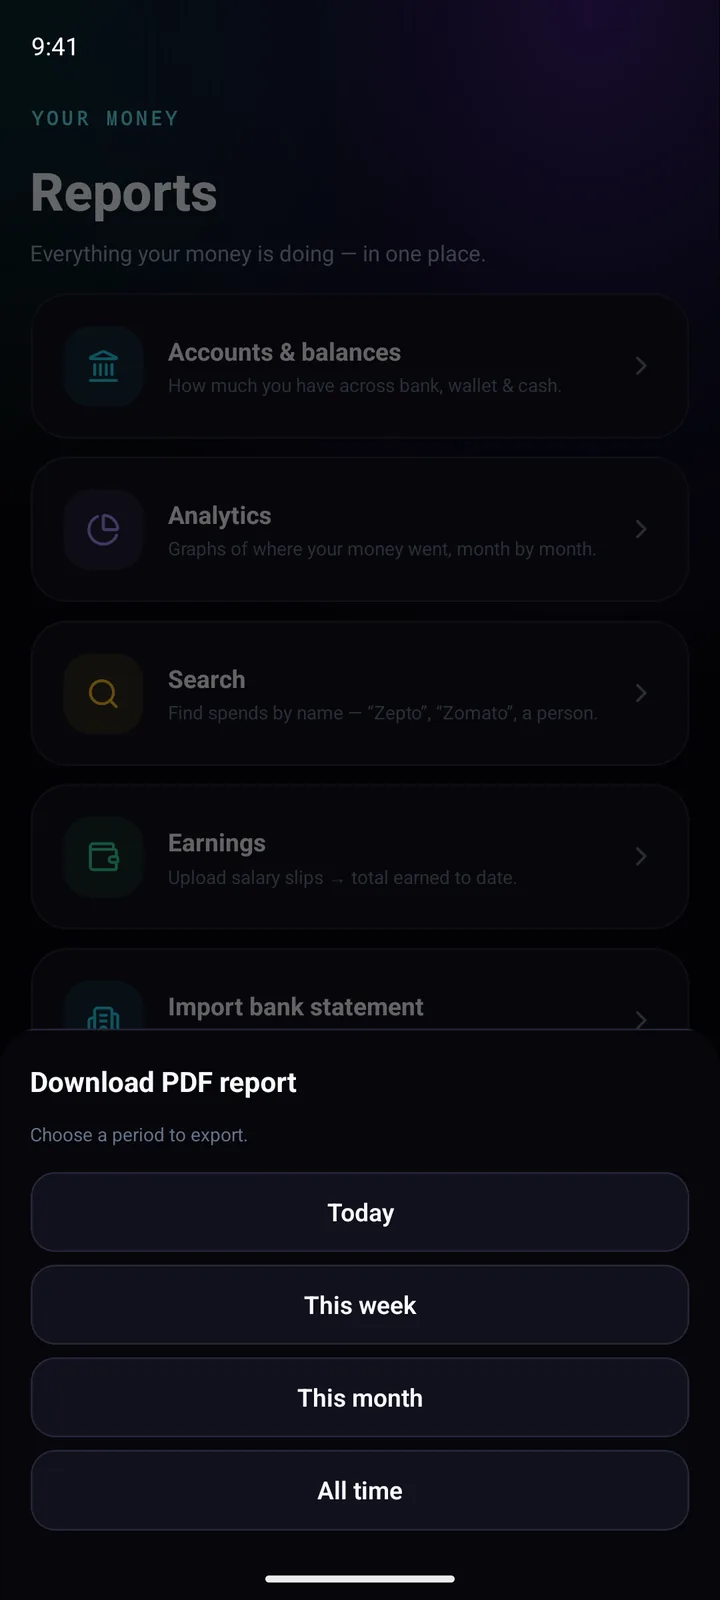 9:41
YOUR MONEY
Reports
Everything your money is doing — in one place.
Accounts & balances
How much you have across bank, wallet & cash.
Analytics
Graphs of where your money went, month by month.
Search
Find spends by name — “Zepto”, “Zomato”, a person.
Earnings
Upload salary slips → total earned to date.
Import bank statement
Download PDF report
Choose a period to export.
Today
This week
This month
All time